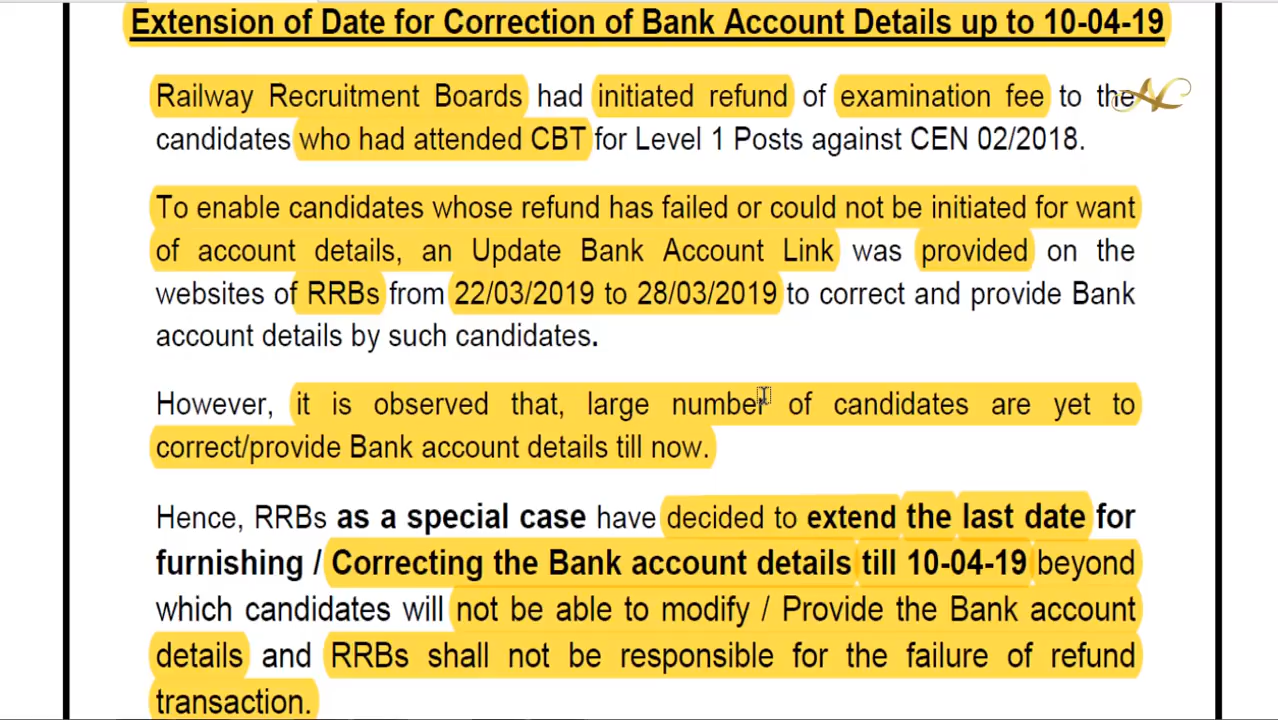 Extension of Date for Correction of Bank Account Details up to 10-04-19
Railway Recruitment Boards had initiated refund of examination fee to the
candidates who had attended CBT for Level 1 Posts against CEN 02/2018.
To enable candidates whose refund has failed or could not be initiated for want
of account details, an Update Bank Account Link was provided on the
websites of RRBs from 22/03/2019 to 28/03/2019 to correct and provide Bank
account details by such candidates.
However, it is observed that, large number of candidates are yet to
correct/provide Bank account details till now.
Hence, RRBs as a special case have decided to extend the last date for
furnishing / Correcting the Bank account details till 10-04-19 beyond
which candidates will not be able to modify / Provide the Bank account
details and RRBs shall not be responsible for the failure of refund
transaction.